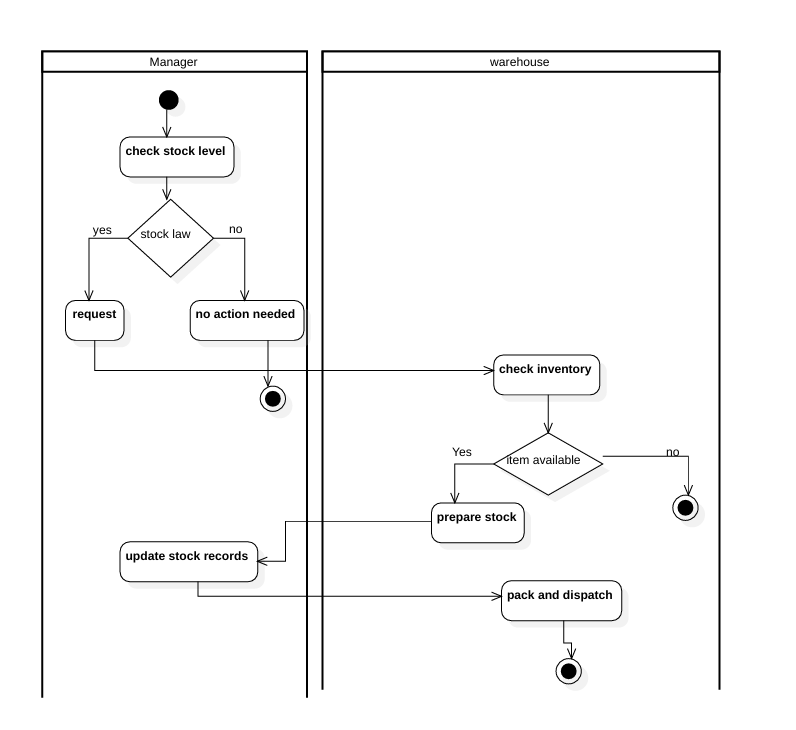 Manager
warehouse
check stock level
stock law
yes
no
request
no action needed
check inventory
item available
Yes
no
prepare stock
update stock records
pack and dispatch